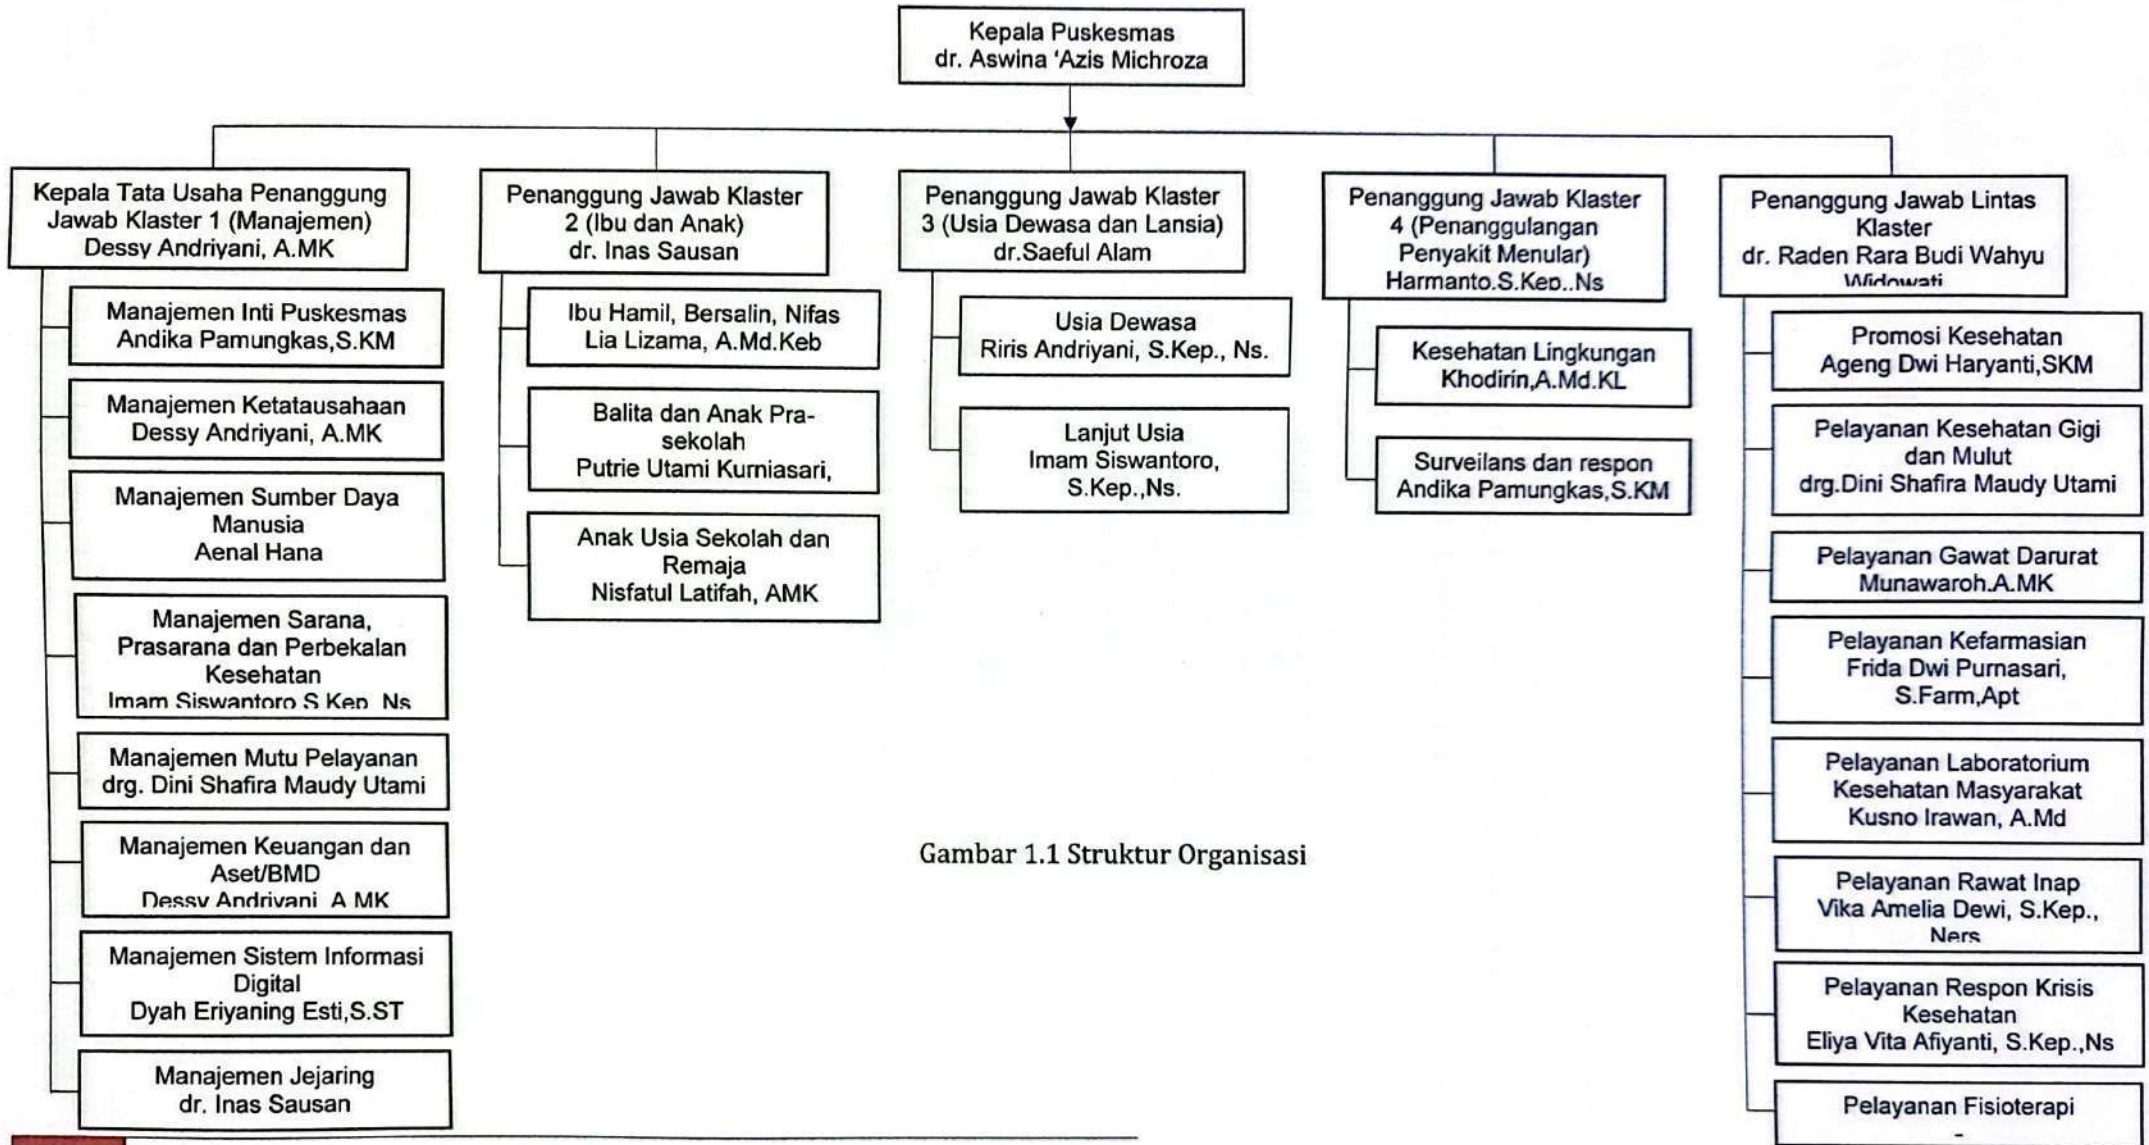 Kepala Puskesmas
dr. Aswina 'Azis Michroza
Kepala Tata Usaha Penanggung
Jawab Klaster 1 (Manajemen)
Dessy Andriyani, A.MK
Manajemen Inti Puskesmas
Andika Pamungkas,S.KM
Manajemen Ketatausahaan
Dessy Andriyani, A.MK
Manajemen Sumber Daya
Manusia
Aenal Hana
Manajemen Sarana,
Prasarana dan Perbekalan
Kesehatan
Imam Siswantoro S Kep Ns
Manajemen Mutu Pelayanan
drg. Dini Shafira Maudy Utami
Manajemen Keuangan dan
Aset/BMD
Dessy Andriyani A MK
Manajemen Sistem Informasi
Digital
Dyah Eriyaning Esti,S.ST
Manajemen Jejaring
dr. Inas Sausan
Penanggung Jawab Klaster
2 (Ibu dan Anak)
dr. Inas Sausan
Ibu Hamil, Bersalin, Nifas
Lia Lizama, A.Md.Keb
Balita dan Anak Pra-
sekolah
Putrie Utami Kurniasari,
Anak Usia Sekolah dan
Remaja
Nisfatul Latifah, AMK
Penanggung Jawab Klaster
3 (Usia Dewasa dan Lansia)
dr.Saeful Alam
Usia Dewasa
Riris Andriyani, S.Kep., Ns.
Lanjut Usia
Imam Siswantoro,
S.Kep.,Ns.
Penanggung Jawab Klaster
4 (Penanggulangan
Penyakit Menular)
Harmanto.S.Kep..Ns
Kesehatan Lingkungan
Khodirin,A.Md.KL
Surveilans dan respon
Andika Pamungkas,S.KM
Penanggung Jawab Lintas
Klaster
dr. Raden Rara Budi Wahyu
Widowati
Promosi Kesehatan
Ageng Dwi Haryanti,SKM
Pelayanan Kesehatan Gigi
dan Mulut
drg.Dini Shafira Maudy Utami
Pelayanan Gawat Darurat
Munawaroh.A.MK
Pelayanan Kefarmasian
Frida Dwi Purnasari,
S.Farm,Apt
Pelayanan Laboratorium
Kesehatan Masyarakat
Kusno Irawan, A.Md
Pelayanan Rawat Inap
Vika Amelia Dewi, S.Kep.,
Ners
Pelayanan Respon Krisis
Kesehatan
Eliya Vita Afiyanti, S.Kep.,Ns
Pelayanan Fisioterapi
-
Gambar 1.1 Struktur Organisasi